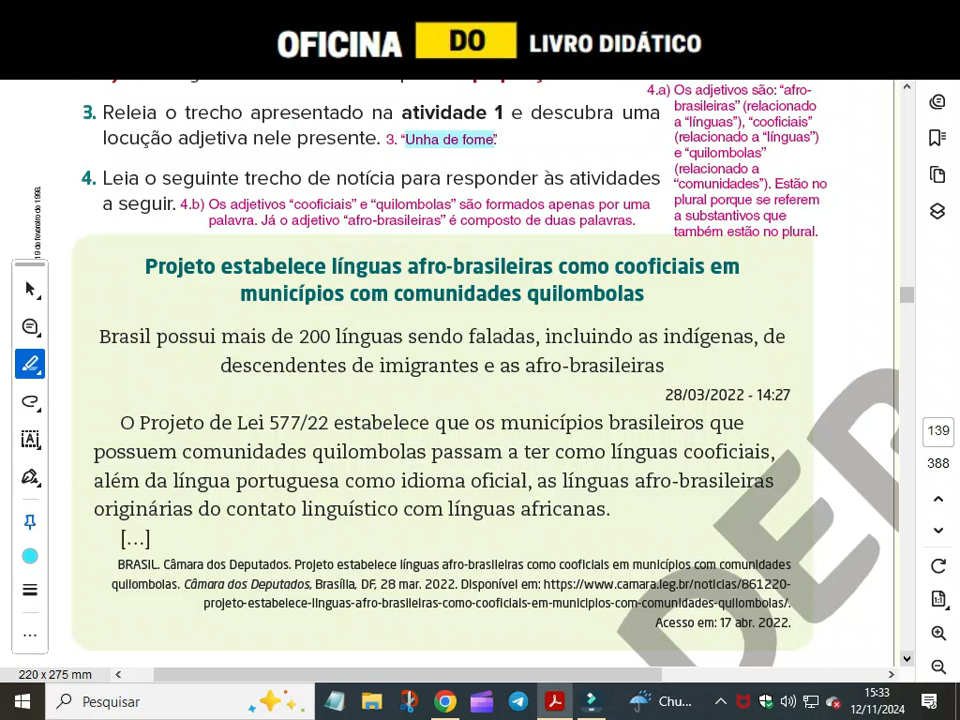 OFICINA DO LIVRO DIDÁTICO
3. Releia o trecho apresentado na atividade 1 e descubra uma
locução adjetiva nele presente. 3. “Unha de fome.”
4. Leia o seguinte trecho de notícia para responder às atividades
a seguir. 4.b) Os adjetivos “cooficiais” e “quilombolas” são formados apenas por uma
palavra. Já o adjetivo “afro-brasileiras” é composto de duas palavras.
4.a) Os adjetivos são: “afro-
brasileiras” (relacionado
a “línguas”), “cooficiais”
(relacionado a “línguas”)
e “quilombolas”
(relacionado a
“comunidades”). Estão no
plural porque se referem
a substantivos que
também estão no plural.
19 de fevereiro de 1998.
Projeto estabelece línguas afro-brasileiras como cooficiais em
municípios com comunidades quilombolas
Brasil possui mais de 200 línguas sendo faladas, incluindo as indígenas, de
descendentes de imigrantes e as afro-brasileiras
28/03/2022 - 14:27
O Projeto de Lei 577/22 estabelece que os municípios brasileiros que
possuem comunidades quilombolas passam a ter como línguas cooficiais,
além da língua portuguesa como idioma oficial, as línguas afro-brasileiras
originárias do contato linguístico com línguas africanas.
[...]
BRASIL. Câmara dos Deputados. Projeto estabelece línguas afro-brasileiras como cooficiais em municípios com comunidades
quilombolas. Câmara dos Deputados, Brasília, DF, 28 mar. 2022. Disponível em: https://www.camara.leg.br/noticias/861220-
projeto-estabelece-linguas-afro-brasileiras-como-cooficiais-em-municipios-com-comunidades-quilombolas/.
Acesso em: 17 abr. 2022.
139
388
220 x 275 mm
Pesquisar
Chu...
15:33
12/11/2024